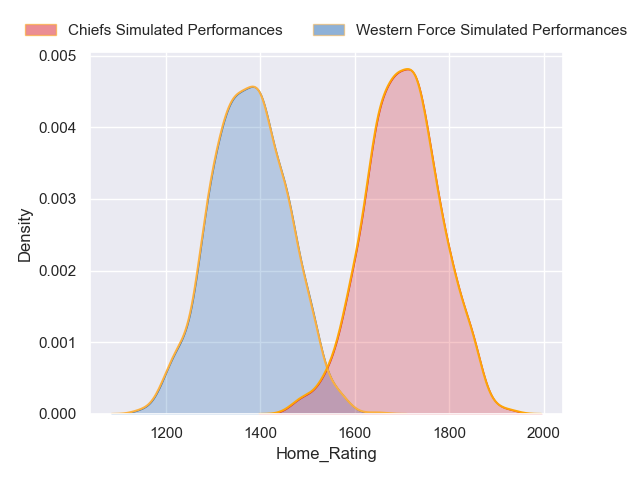 Chiefs Simulated Performances Western Force Simulated Performances
0.005
0.004
0.003
0.002
0.001
0.000
Density
1200 1400 1600 1800 2000
Home_Rating